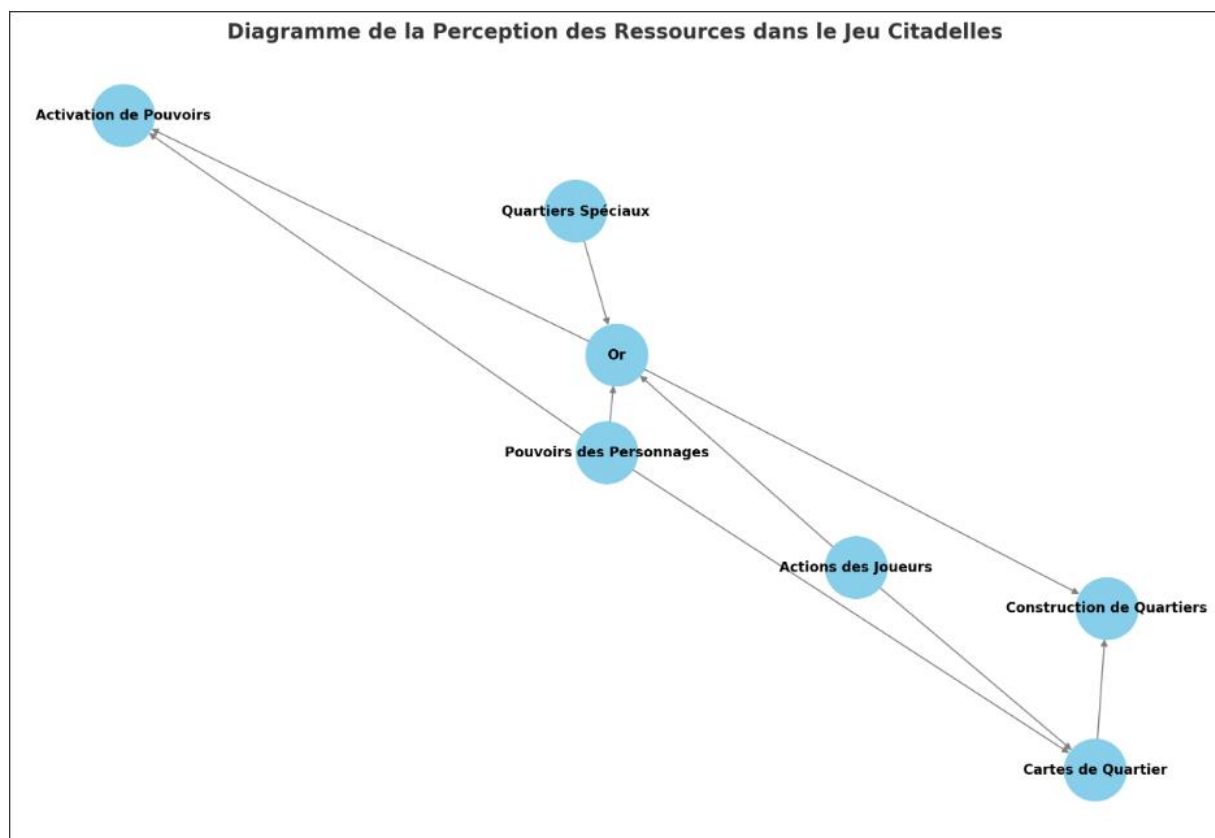 Diagramme de la Perception des Ressources dans le Jeu Citadelles
Activation de Pouvoirs
Quartiers Spéciaux
Or
Pouvoirs des Personnages
Actions des Joueurs
Construction de Quartiers
Cartes de Quartier